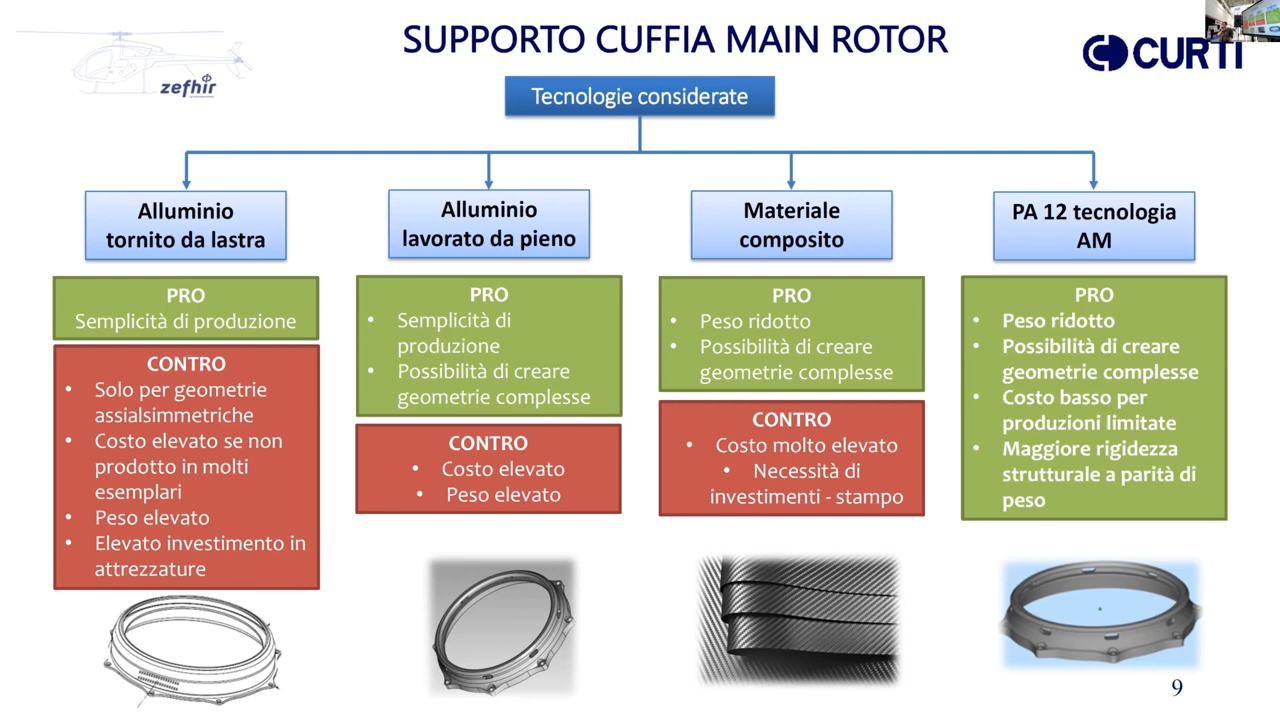 SUPPORTO CUFFIA MAIN ROTOR
zefhir
CURTI
Tecnologie considerate
Alluminio
tornito da lastra
PRO
Semplicità di produzione
CONTRO
• Solo per geometrie
assialsimmetriche
• Costo elevato se non
prodotto in molti
esemplari
• Peso elevato
• Elevato investimento in
attrezzature
Alluminio
lavorato da pieno
PRO
• Semplicità di
produzione
• Possibilità di creare
geometrie complesse
CONTRO
• Costo elevato
• Peso elevato
Materiale
composito
PRO
• Peso ridotto
• Possibilità di creare
geometrie complesse
CONTRO
• Costo molto elevato
• Necessità di
investimenti - stampo
PA 12 tecnologia
AM
PRO
• Peso ridotto
• Possibilità di creare
geometrie complesse
• Costo basso per
produzioni limitate
• Maggiore rigidezza
strutturale a parità di
peso
9